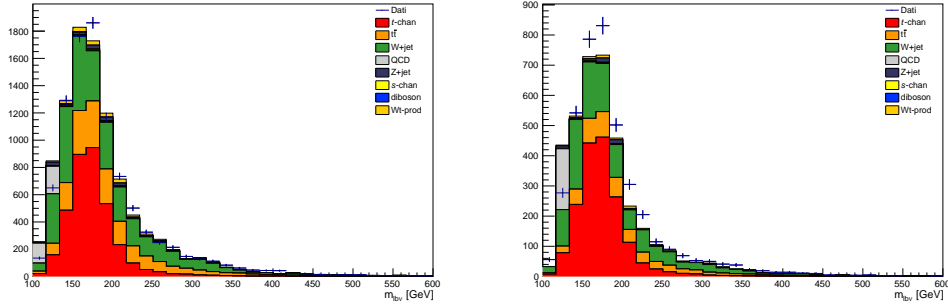 1800
1600
1400
1200
1000
800
600
400
200
0
100 150 200 250 300 350 400 450 500 550 600
m_lbν [GeV]
Dati
t-chan
tt̄
W+jet
QCD
Z+jet
s-chan
diboson
Wt-prod
900
800
700
600
500
400
300
200
100
0
100 150 200 250 300 350 400 450 500 550 600
m_lbν [GeV]
Dati
t-chan
tt̄
W+jet
QCD
Z+jet
s-chan
diboson
Wt-prod